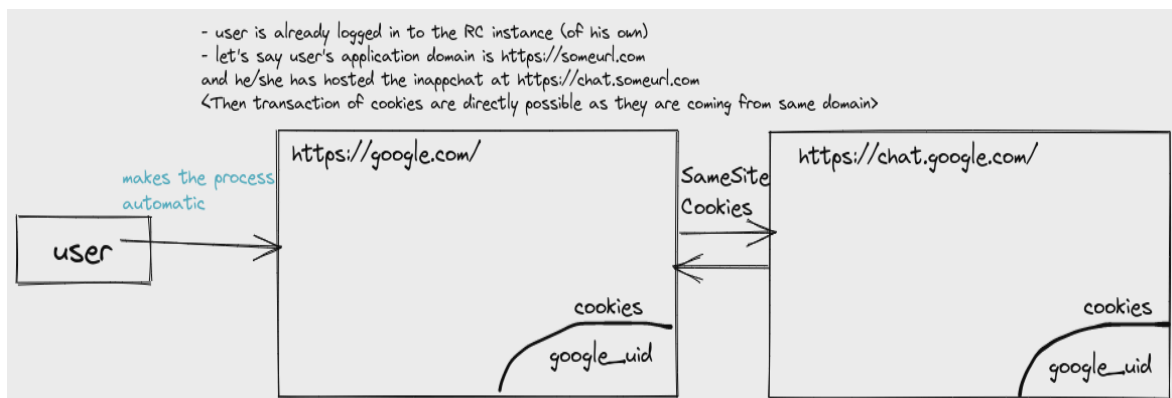 - user is already logged in to the RC instance (of his own)
- let's say user's application domain is https://someurl.com
and he/she has hosted the inappchat at https://chat.someurl.com
<Then transaction of cookies are directly possible as they are coming from same domain>
makes the process
automatic
user
https://google.com/
cookies
google_uid
SameSite
Cookies
https://chat.google.com/
cookies
google_uid